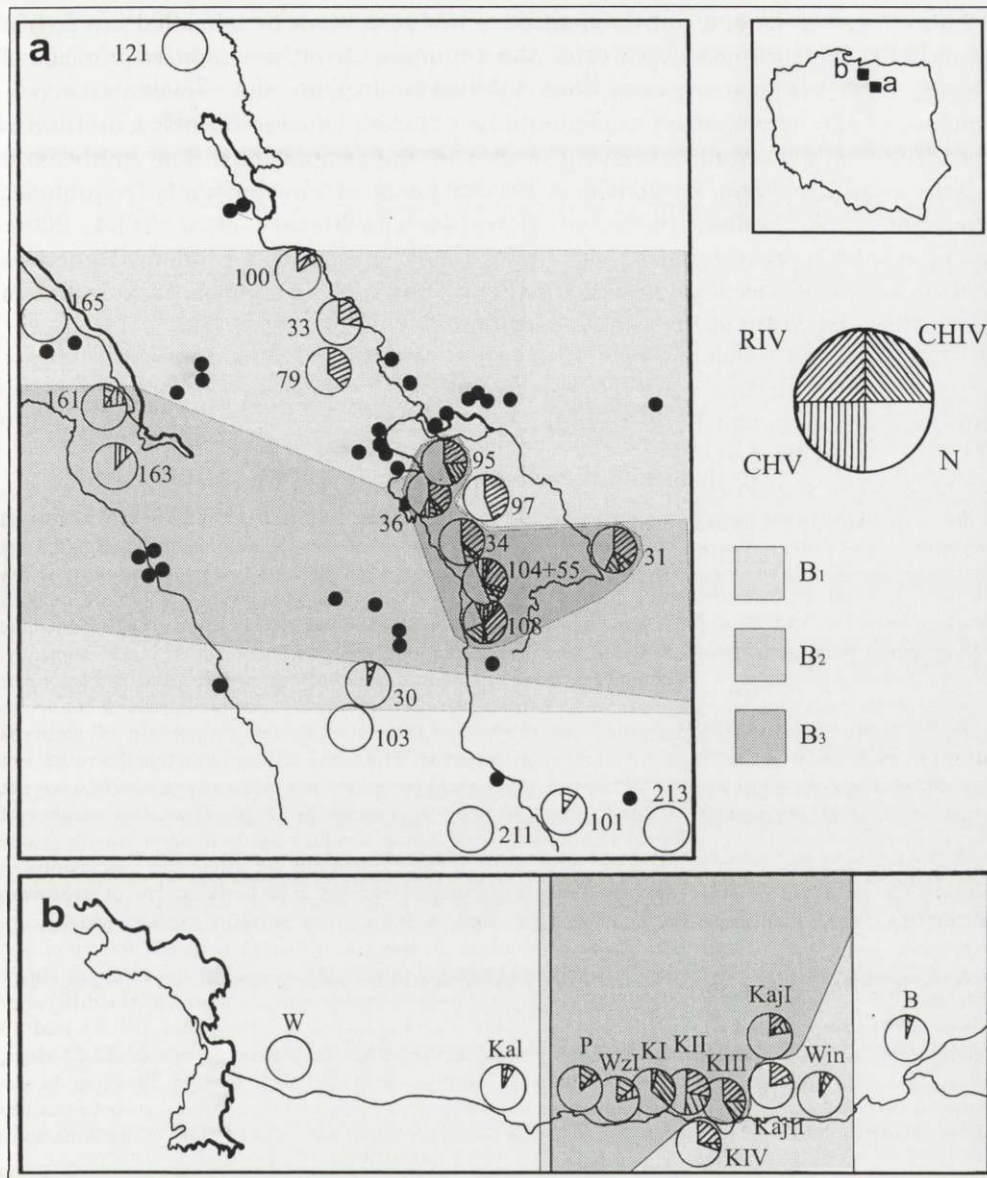 a
121
b
a
100
165
33
RIV
CHIV
79
161
CHV
N
163
95
36
97
34
31
104+55
B1
108
B2
30
103
B3
213
101
211
b
W
KajI
B
Kal
P
WzI
KI
KII
KIII
Win
KajII
KIV